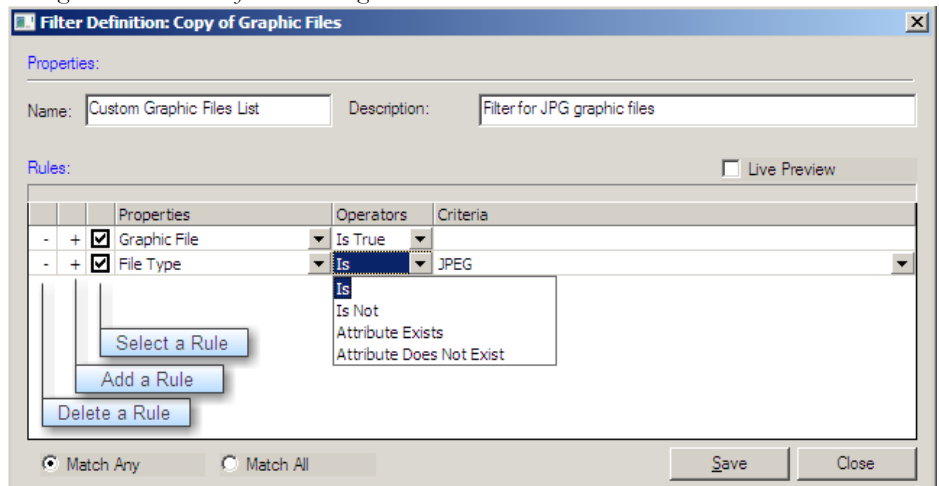 Filter Definition: Copy of Graphic Files
Properties:
Name: Custom Graphic Files List Description: Filter for JPG graphic files
Rules: Live Preview
Properties Operators Criteria
- + Graphic File Is True
- + File Type Is JPEG
Is
Is Not
Attribute Exists
Attribute Does Not Exist
Select a Rule
Add a Rule
Delete a Rule
Match Any Match All Save Close